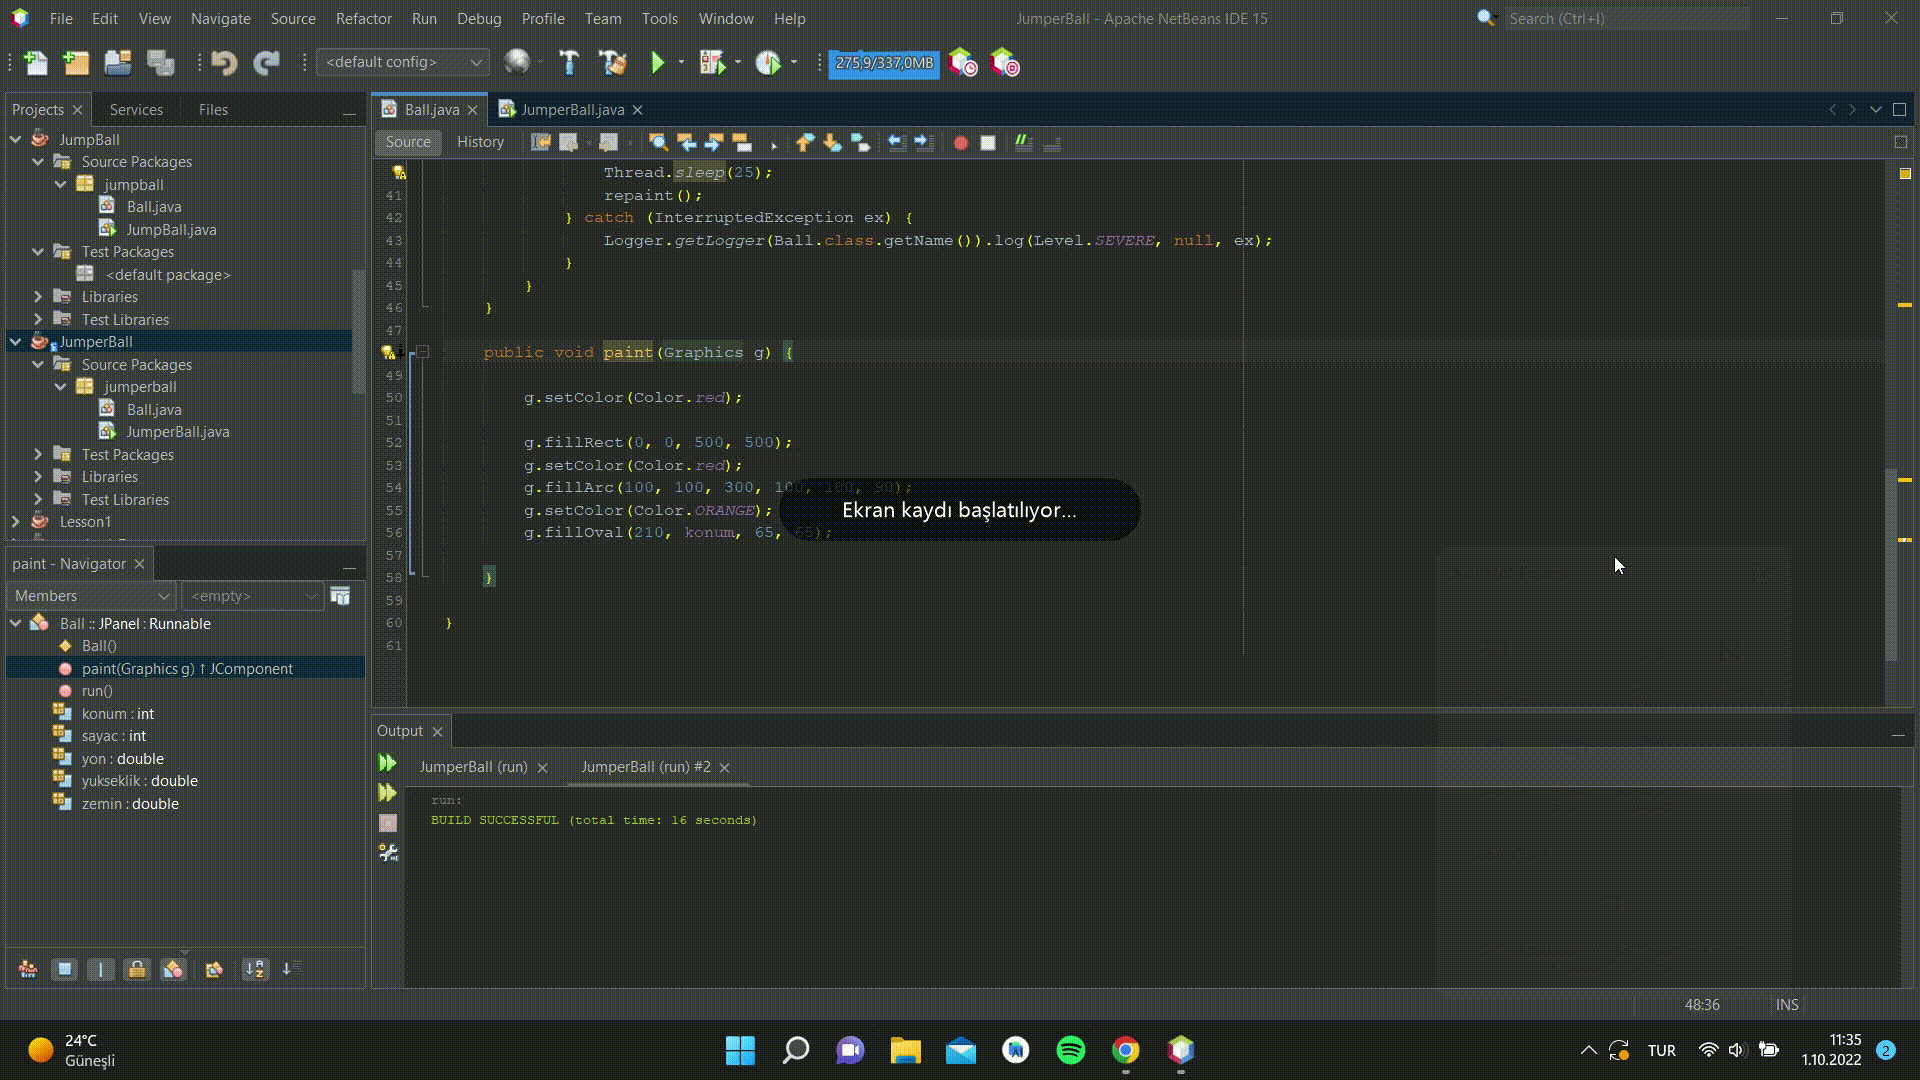 File Edit View Navigate Source Refactor Run Debug Profile Team Tools Window Help
JumperBall - Apache NetBeans IDE 15
Search (Ctrl+I)
<default config>
275,9/337,0MB
Projects
Services
Files
Ball.java
JumperBall.java
Source
History
JumpBall
Source Packages
jumpball
Ball.java
JumpBall.java
Test Packages
<default package>
Libraries
Test Libraries
JumperBall
Source Packages
jumperball
Ball.java
JumperBall.java
Test Packages
Libraries
Test Libraries
Lesson1
Thread.sleep(25);
41 repaint();
42 } catch (InterruptedException ex) {
43 Logger.getLogger(Ball.class.getName()).log(Level.SEVERE, null, ex);
44 }
45 }
46 }
47
public void paint(Graphics g) {
49
50 g.setColor(Color.red);
51
52 g.fillRect(0, 0, 500, 500);
53 g.setColor(Color.red);
54 g.fillArc(100, 100, 300, 100, 180, 90);
55 g.setColor(Color.ORANGE);
56 g.fillOval(210, konum, 65, 65);
57
58 }
59
60 }
61
Ekran kaydı başlatılıyor...
paint - Navigator
Members
<empty>
Ball :: JPanel : Runnable
Ball()
paint(Graphics g) ↑ JComponent
run()
konum : int
sayac : int
yon : double
yukseklik : double
zemin : double
Output
JumperBall (run)
JumperBall (run) #2
run:
BUILD SUCCESSFUL (total time: 16 seconds)
48:36
INS
24°C
Güneşli
TUR
11:35
1.10.2022
2